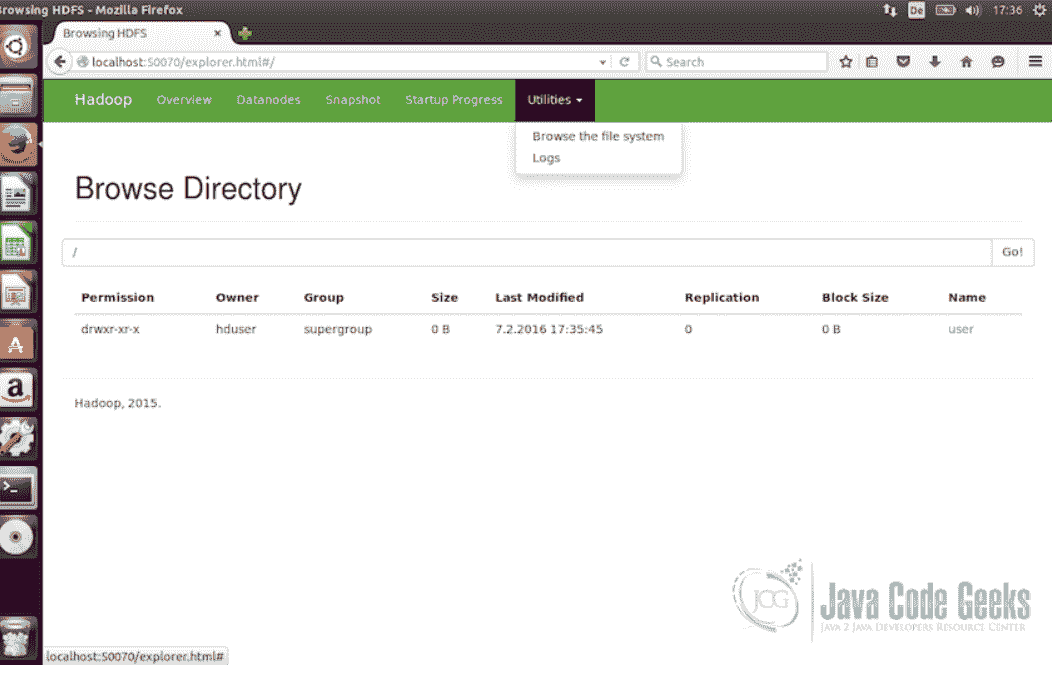 Browsing HDFS - Mozilla Firefox
De
17:36
Browsing HDFS
localhost:50070/explorer.html#/
Search
Hadoop Overview Datanodes Snapshot Startup Progress Utilities
Browse the file system
Logs
Browse Directory
/
Go!
Permission Owner Group Size Last Modified Replication Block Size Name
drwxr-xr-x hduser supergroup 0 B 7.2.2016 17:35:45 0 0 B user
Hadoop, 2015.
JCG
Java Code Geeks
JAVA 2 JAVA DEVELOPERS RESOURCE CENTER
localhost:50070/explorer.html#